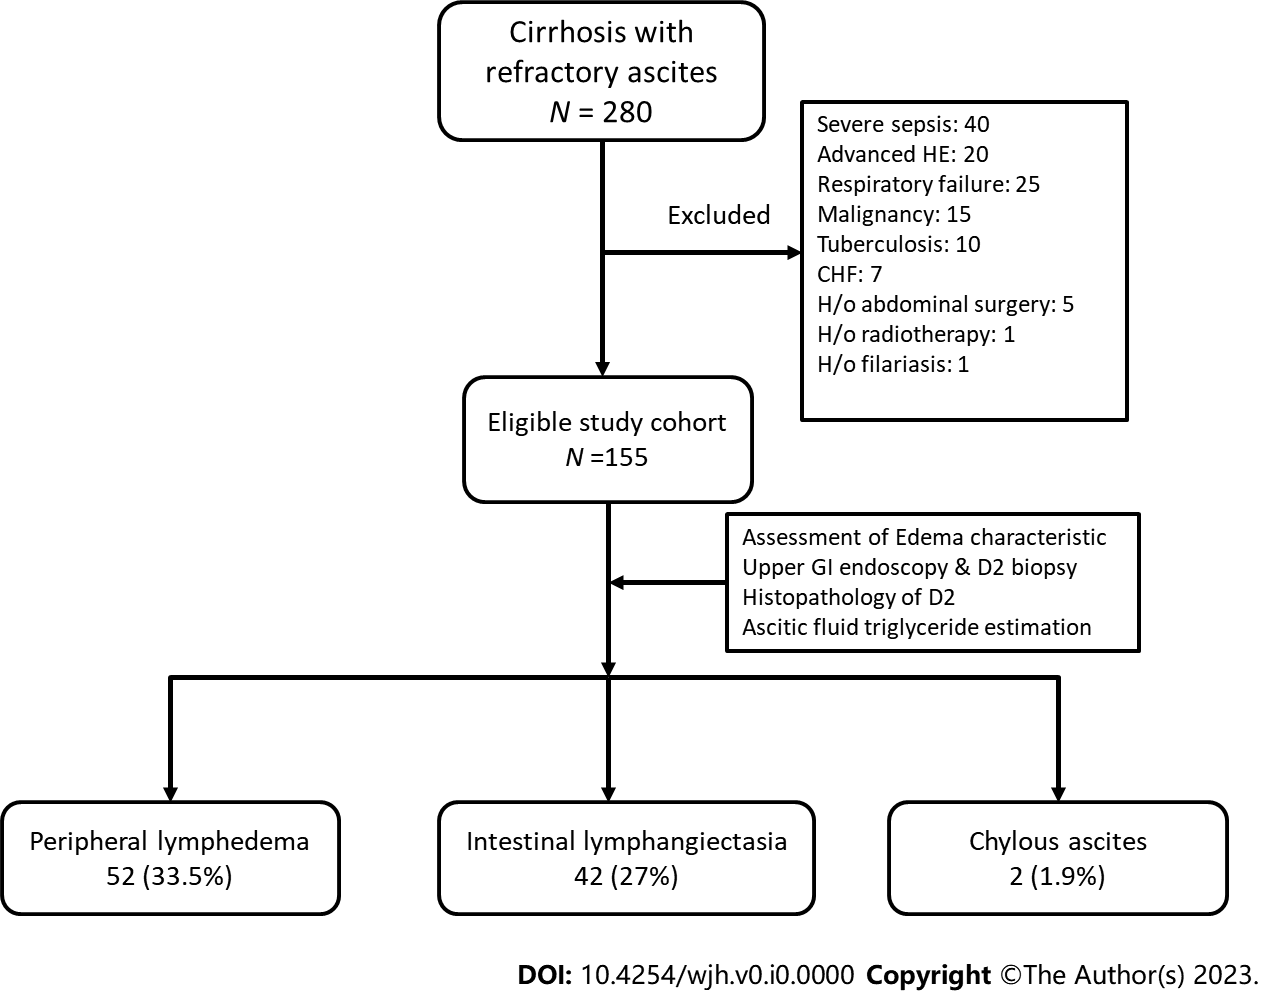 Cirrhosis with
refractory ascites
N = 280
Excluded
Severe sepsis: 40
Advanced HE: 20
Respiratory failure: 25
Malignancy: 15
Tuberculosis: 10
CHF: 7
H/o abdominal surgery: 5
H/o radiotherapy: 1
H/o filariasis: 1
Eligible study cohort
N =155
Assessment of Edema characteristic
Upper GI endoscopy & D2 biopsy
Histopathology of D2
Ascitic fluid triglyceride estimation
Peripheral lymphedema
52 (33.5%)
Intestinal lymphangiectasia
42 (27%)
Chylous ascites
2 (1.9%)
DOI: 10.4254/wjh.v0.i0.0000 Copyright ©The Author(s) 2023.